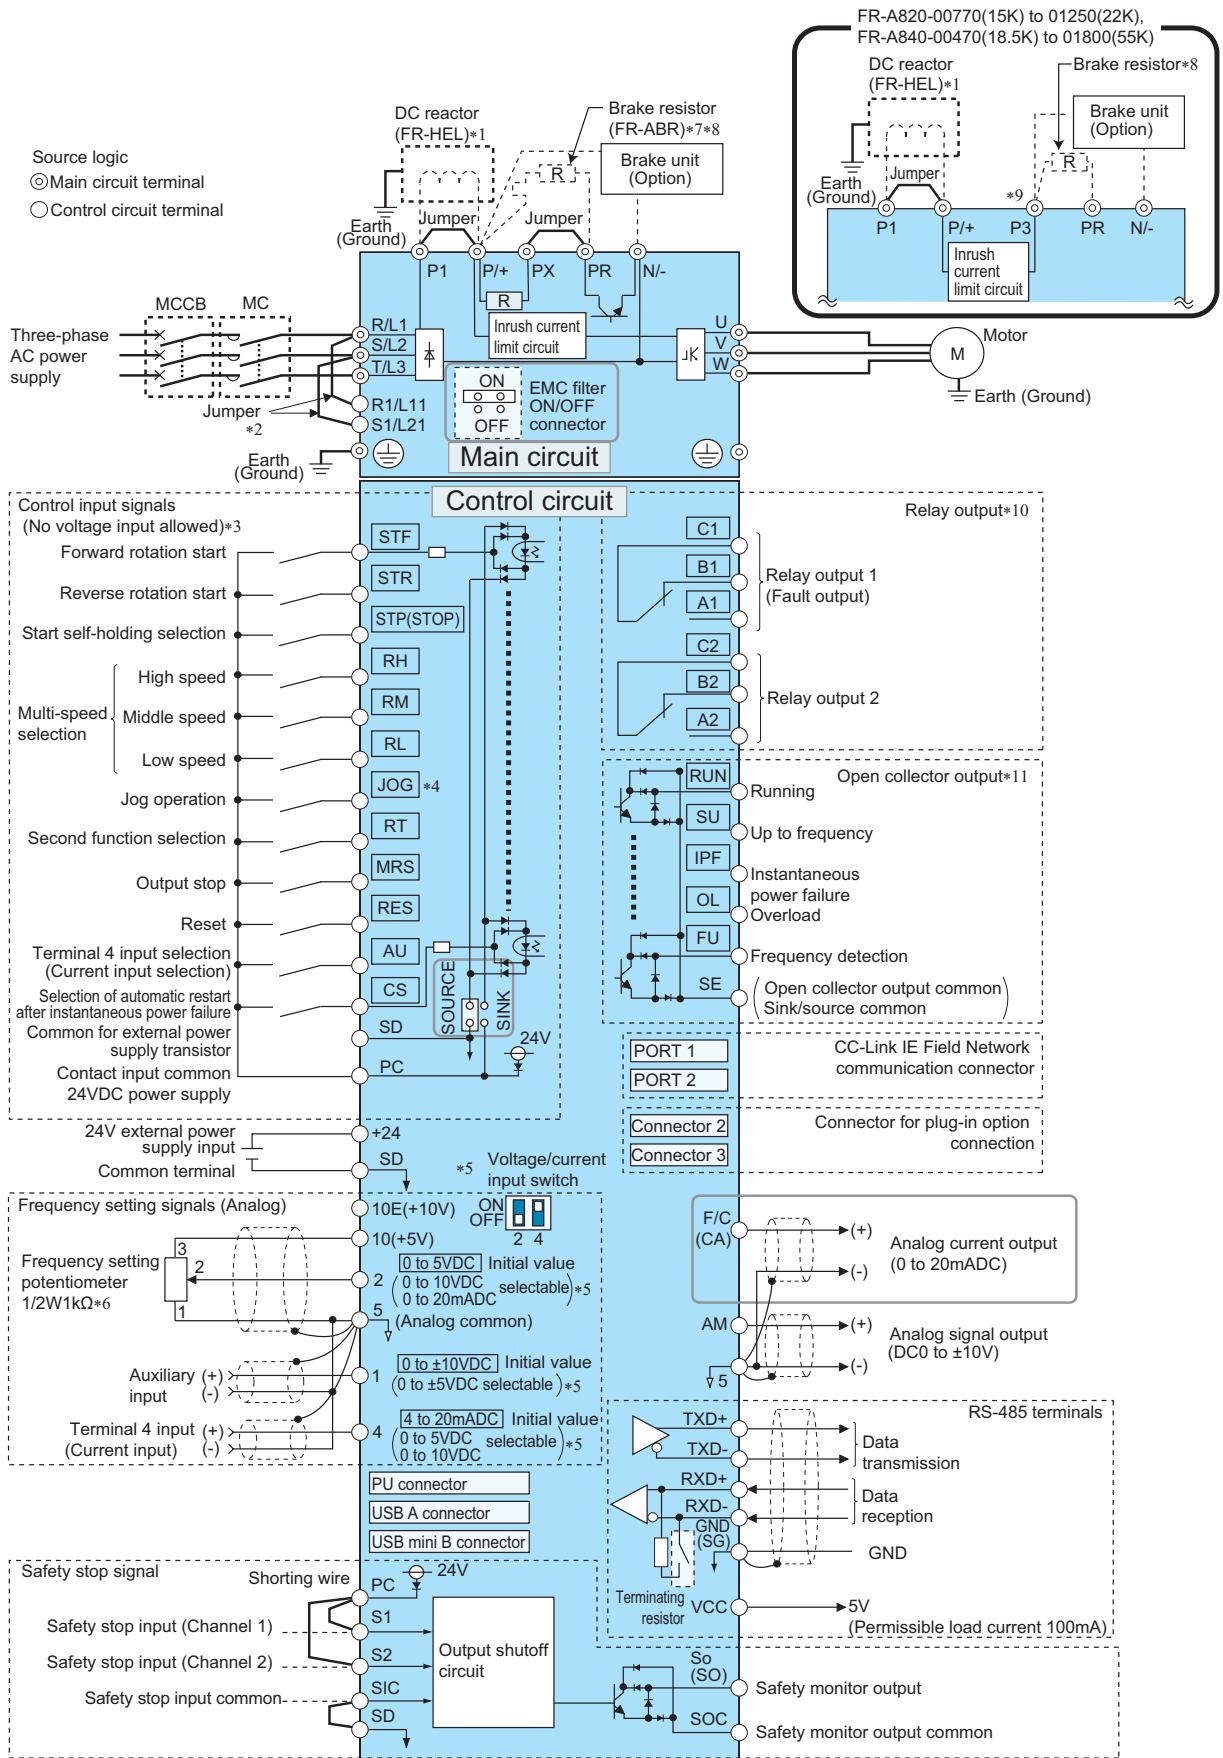 FR-A820-00770(15K) to 01250(22K),
FR-A840-00470(18.5K) to 01800(55K)
DC reactor
(FR-HEL)*1
Brake resistor*8
Brake unit
(Option)
R
Jumper
Earth
(Ground)
*9
P1
P/+
P3
PR
N/-
Inrush
current
limit circuit
Source logic
Main circuit terminal
Control circuit terminal
DC reactor
(FR-HEL)*1
Brake resistor
(FR-ABR)*7*8
Brake unit
(Option)
R
Earth
(Ground)
Jumper
Jumper
P1
P/+
PX
PR
N/-
R
Inrush current
limit circuit
MCCB
MC
Three-phase
AC power
supply
R/L1
S/L2
T/L3
R1/L11
S1/L21
Jumper
*2
Earth
(Ground)
ON
OFF
EMC filter
ON/OFF
connector
U
V
W
Motor
M
Earth (Ground)
Main circuit
Control circuit
Control input signals
(No voltage input allowed)*3
Forward rotation start
STF
Reverse rotation start
STR
Start self-holding selection
STP(STOP)
Multi-speed
selection
High speed
RH
Middle speed
RM
Low speed
RL
Jog operation
JOG
*4
Second function selection
RT
Output stop
MRS
Reset
RES
Terminal 4 input selection
(Current input selection)
AU
Selection of automatic restart
after instantaneous power failure
CS
Common for external power
supply transistor
SD
Contact input common
24VDC power supply
PC
SOURCE
SINK
24V
Relay output*10
C1
B1
A1
Relay output 1
(Fault output)
C2
B2
A2
Relay output 2
Open collector output*11
RUN
Running
SU
Up to frequency
IPF
Instantaneous
power failure
OL
Overload
FU
Frequency detection
SE
Open collector output common
Sink/source common
PORT 1
PORT 2
CC-Link IE Field Network
communication connector
Connector 2
Connector 3
Connector for plug-in option
connection
24V external power
supply input
+24
Common terminal
SD
*5
Voltage/current
input switch
ON
OFF
2 4
Frequency setting signals (Analog)
10E(+10V)
10(+5V)
Frequency setting
potentiometer
1/2W1kΩ*6
3
2
1
2
0 to 5VDC Initial value
0 to 10VDC
0 to 20mADC
selectable
*5
5
(Analog common)
Auxiliary
input
(+)
(-)
1
0 to ±10VDC Initial value
(0 to ±5VDC selectable)*5
Terminal 4 input
(Current input)
(+)
(-)
4
4 to 20mADC Initial value
0 to 5VDC
0 to 10VDC
selectable
*5
F/C
(CA)
(+)
(-)
Analog current output
(0 to 20mADC)
AM
(+)
(-)
5
Analog signal output
(DC0 to ±10V)
RS-485 terminals
TXD+
TXD-
Data
transmission
RXD+
RXD-
Data
reception
GND
(SG)
GND
Terminating
resistor
VCC
5V
(Permissible load current 100mA)
PU connector
USB A connector
USB mini B connector
Safety stop signal
Shorting wire
PC
24V
Safety stop input (Channel 1)
S1
Safety stop input (Channel 2)
S2
Safety stop input common
SIC
SD
Output shutoff
circuit
So
(SO)
Safety monitor output
SOC
Safety monitor output common